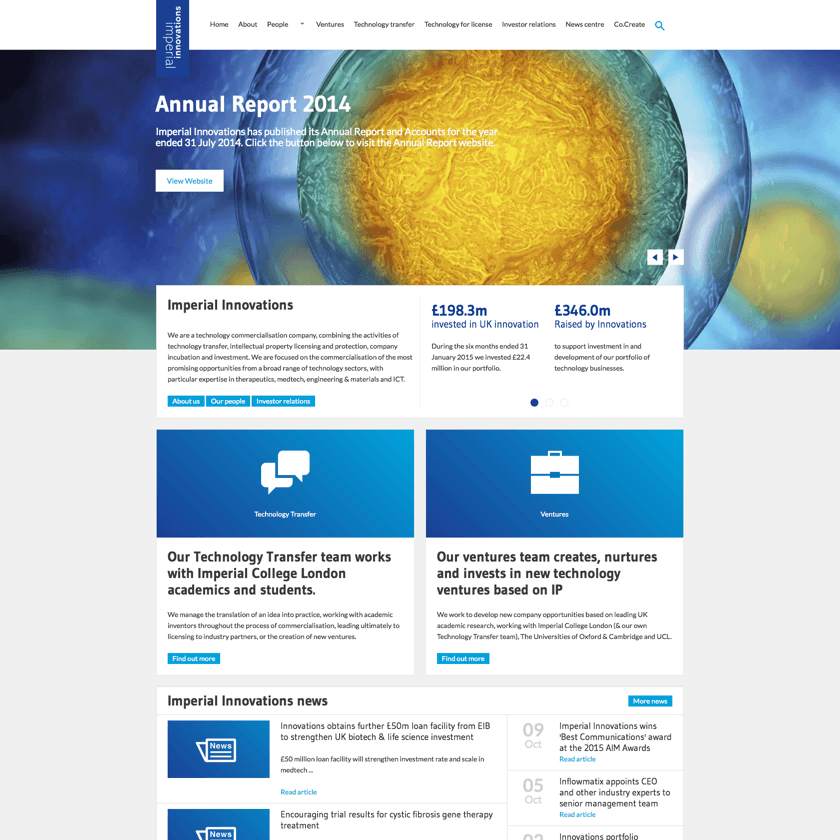 imperial
innovations
Home About People Ventures Technology transfer Technology for license Investor relations News centre Co.Create
Annual Report 2014
Imperial Innovations has published its Annual Report and Accounts for the year
ended 31 July 2014. Click the button below to visit the Annual Report website.
View Website
Imperial Innovations
We are a technology commercialisation company, combining the activities of
technology transfer, intellectual property licensing and protection, company
incubation and investment. We are focused on the commercialisation of the most
promising opportunities from a broad range of technology sectors, with
particular expertise in therapeutics, medtech, engineering & materials and ICT.
About us Our people Investor relations
£198.3m
invested in UK innovation
During the six months ended 31
January 2015 we invested £22.4
million in our portfolio.
£346.0m
Raised by Innovations
to support investment in and
development of our portfolio of
technology businesses.
Technology Transfer
Our Technology Transfer team works
with Imperial College London
academics and students.
We manage the translation of an idea into practice, working with academic
inventors throughout the process of commercialisation, leading ultimately to
licensing to industry partners, or the creation of new ventures.
Find out more
Ventures
Our ventures team creates, nurtures
and invests in new technology
ventures based on IP
We work to develop new company opportunities based on leading UK
academic research, working with Imperial College London (& our own
Technology Transfer team), The Universities of Oxford & Cambridge and UCL.
Find out more
Imperial Innovations news
More news
News
Innovations obtains further £50m loan facility from EIB
to strengthen UK biotech & life science investment
£50 million loan facility will strengthen investment rate and scale in
medtech ...
Read article
News
Encouraging trial results for cystic fibrosis gene therapy
treatment
09
Oct
Imperial Innovations wins
'Best Communications' award
at the 2015 AIM Awards
Read article
05
Oct
Inflowmatix appoints CEO
and other industry experts to
senior management team
Read article
Innovations portfolio